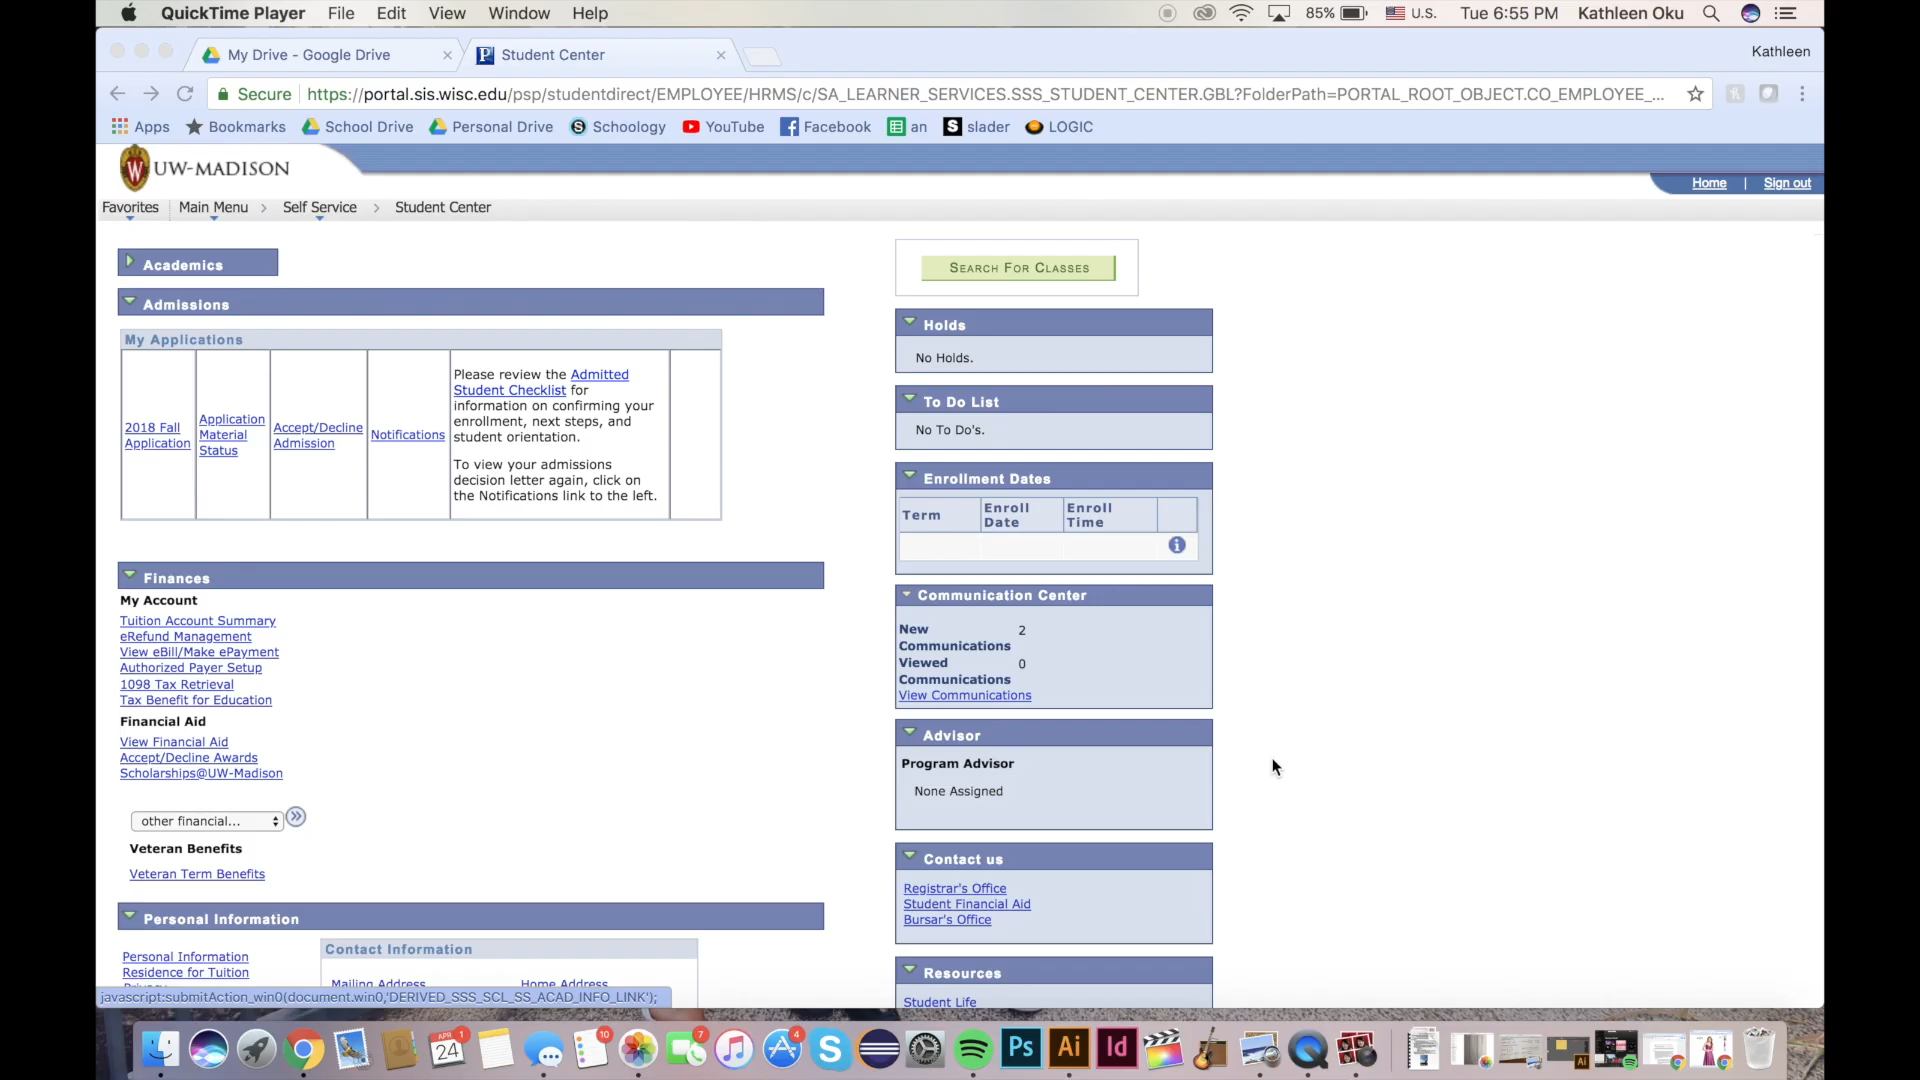 QuickTime Player File Edit View Window Help 85% U.S. Tue 6:55 PM Kathleen Oku
My Drive - Google Drive Student Center Kathleen
Secure https://portal.sis.wisc.edu/psp/studentdirect/EMPLOYEE/HRMS/c/SA_LEARNER_SERVICES.SSS_STUDENT_CENTER.GBL?FolderPath=PORTAL_ROOT_OBJECT.CO_EMPLOYEE_...
Apps Bookmarks School Drive Personal Drive Schoology YouTube Facebook an slader LOGIC
UW-MADISON
Home | Sign out
Favorites Main Menu > Self Service > Student Center
Academics
Admissions
My Applications
2018 Fall
Application
Application
Material
Status
Accept/Decline
Admission
Notifications
Please review the Admitted
Student Checklist for
information on confirming your
enrollment, next steps, and
student orientation.
To view your admissions
decision letter again, click on
the Notifications link to the left.
Finances
My Account
Tuition Account Summary
eRefund Management
View eBill/Make ePayment
Authorized Payer Setup
1098 Tax Retrieval
Tax Benefit for Education
Financial Aid
View Financial Aid
Accept/Decline Awards
Scholarships@UW-Madison
other financial...
Veteran Benefits
Veteran Term Benefits
Personal Information
Personal Information
Residence for Tuition
Contact Information
Mailing Address Home Address
javascript:submitAction_win0(document.win0,'DERIVED_SSS_SCL_SS_ACAD_INFO_LINK');
SEARCH FOR CLASSES
Holds
No Holds.
To Do List
No To Do's.
Enrollment Dates
Term
Enroll
Date
Enroll
Time
Communication Center
New 2
Communications
Viewed 0
Communications
View Communications
Advisor
Program Advisor
None Assigned
Contact us
Registrar's Office
Student Financial Aid
Bursar's Office
Resources
Student Life
APR 24 1 10 7 4 S Ps Ai Id